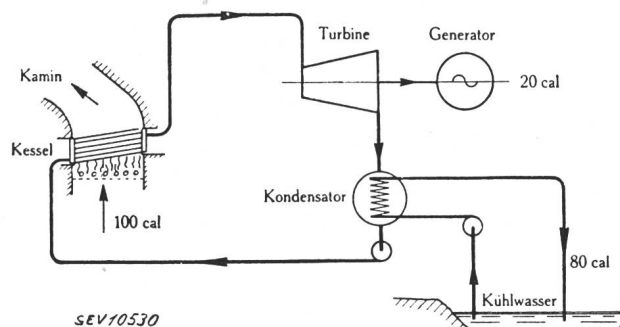 Turbine
Generator
Kamin
20 cal
Kessel
Kondensator
100 cal
80 cal
Kühlwasser
SEV10530